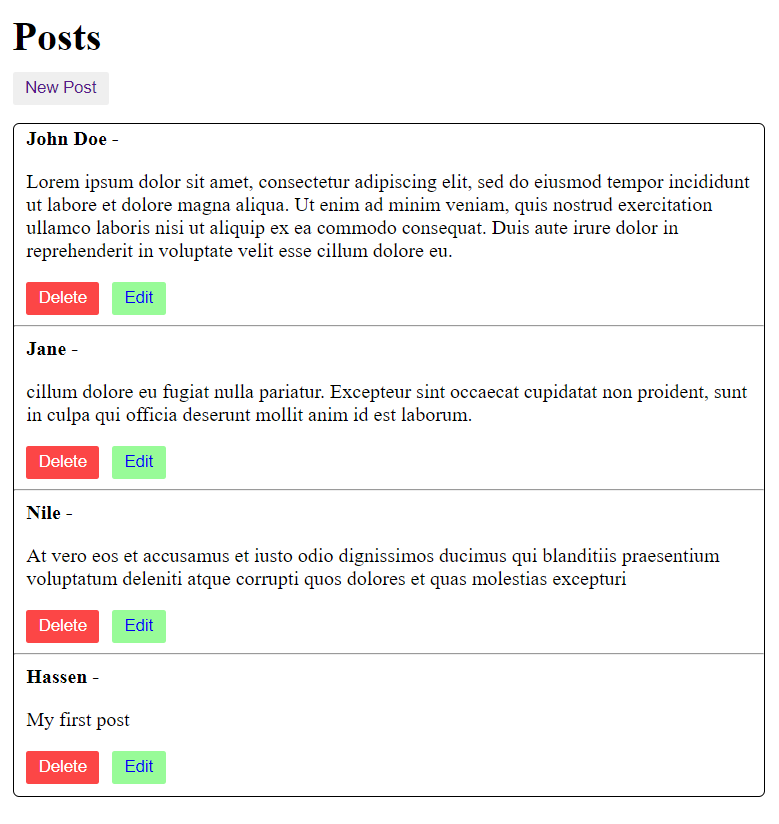 Posts
New Post
John Doe -
Lorem ipsum dolor sit amet, consectetur adipiscing elit, sed do eiusmod tempor incididunt
ut labore et dolore magna aliqua. Ut enim ad minim veniam, quis nostrud exercitation
ullamco laboris nisi ut aliquip ex ea commodo consequat. Duis aute irure dolor in
reprehenderit in voluptate velit esse cillum dolore eu.
Delete Edit
Jane -
cillum dolore eu fugiat nulla pariatur. Excepteur sint occaecat cupidatat non proident, sunt
in culpa qui officia deserunt mollit anim id est laborum.
Delete Edit
Nile -
At vero eos et accusamus et iusto odio dignissimos ducimus qui blanditiis praesentium
voluptatum deleniti atque corrupti quos dolores et quas molestias excepturi
Delete Edit
Hassen -
My first post
Delete Edit